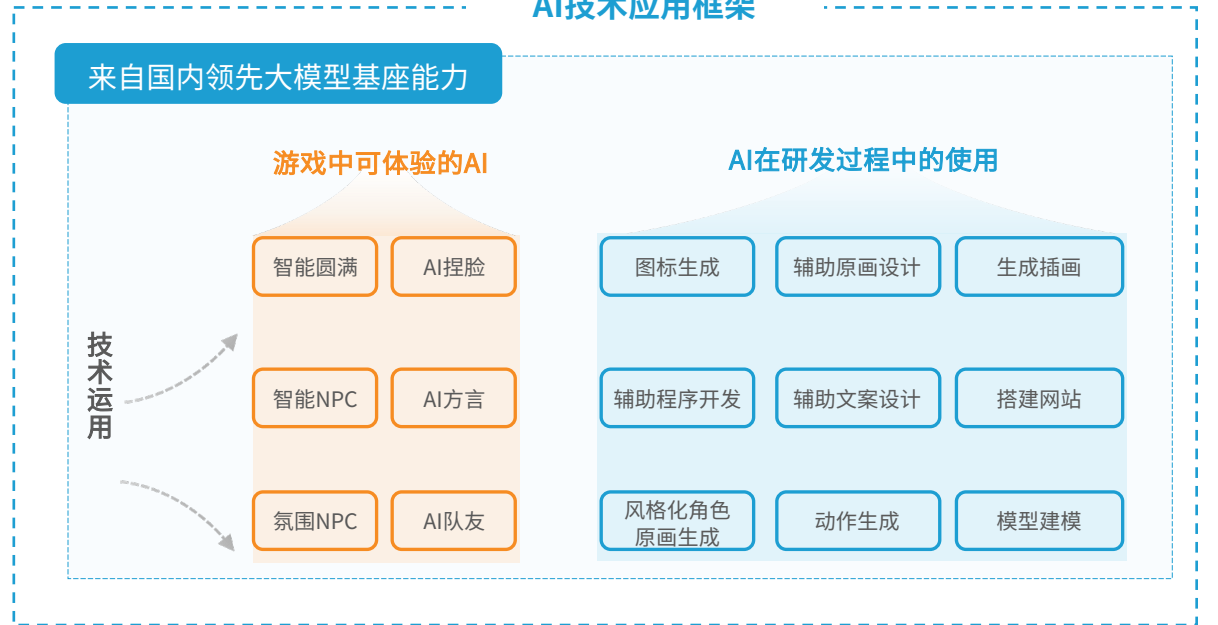 AI技术应用框架
来自国内领先大模型基座能力
游戏中可体验的AI
AI在研发过程中的使用
技术运用
智能圆满
AI捏脸
图标生成
辅助原画设计
生成插画
智能NPC
AI方言
辅助程序开发
辅助文案设计
搭建网站
氛围NPC
AI队友
风格化角色
原画生成
动作生成
模型建模